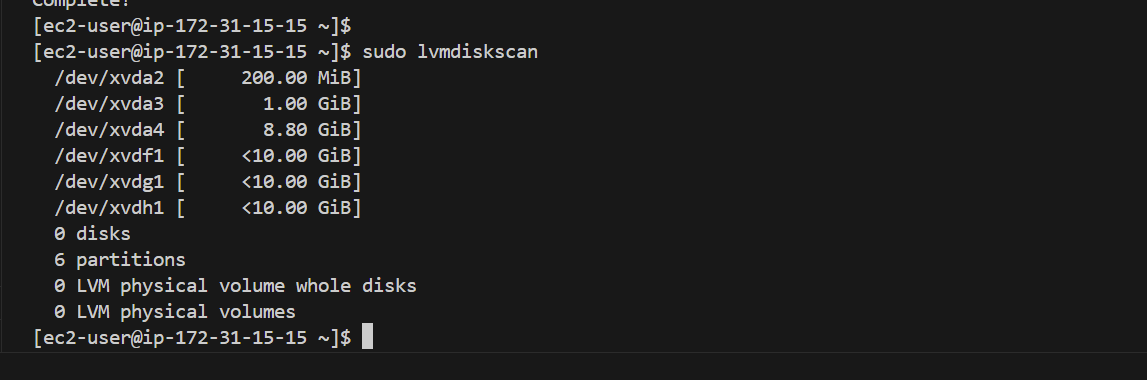 Complete!
[ec2-user@ip-172-31-15-15 ~]$
[ec2-user@ip-172-31-15-15 ~]$ sudo lvmdiskscan
  /dev/xvda2 [     200.00 MiB]
  /dev/xvda3 [       1.00 GiB]
  /dev/xvda4 [       8.80 GiB]
  /dev/xvdf1 [     <10.00 GiB]
  /dev/xvdg1 [     <10.00 GiB]
  /dev/xvdh1 [     <10.00 GiB]
  0 disks
  6 partitions
  0 LVM physical volume whole disks
  0 LVM physical volumes
[ec2-user@ip-172-31-15-15 ~]$